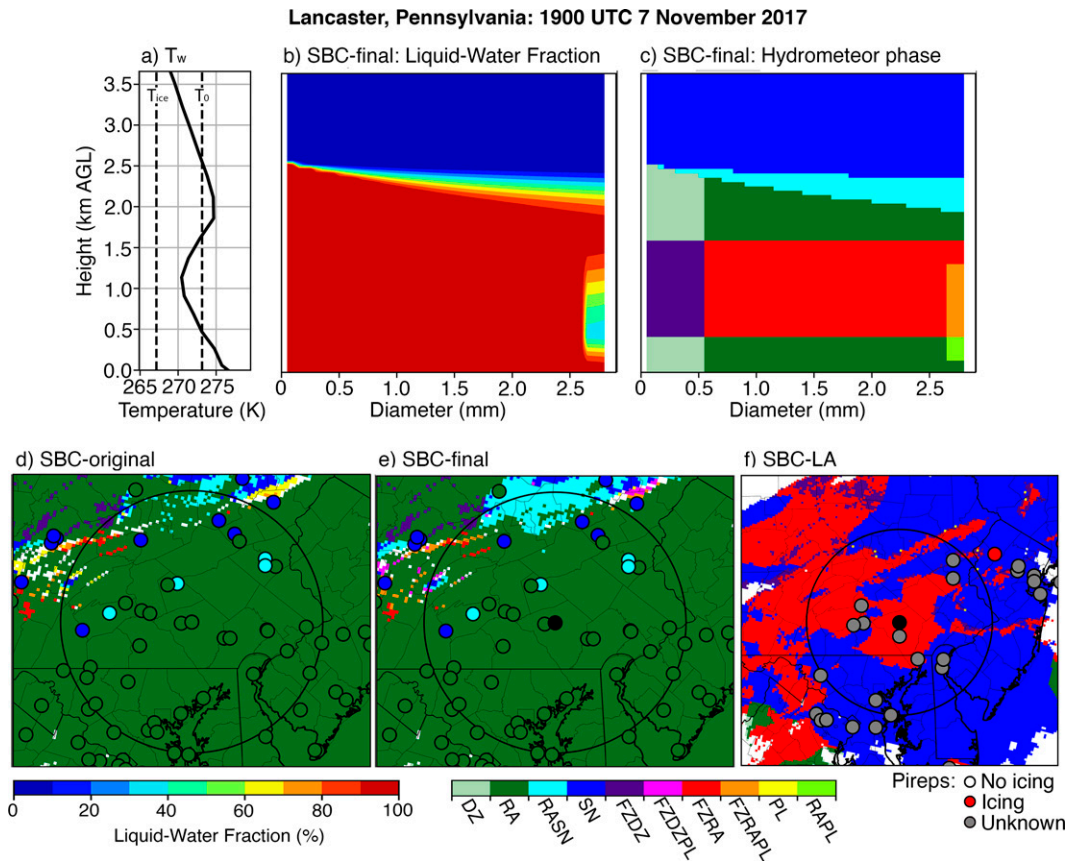 Lancaster, Pennsylvania: 1900 UTC 7 November 2017
a) Tw
b) SBC-final: Liquid-Water Fraction
c) SBC-final: Hydrometeor phase
Tice
T0
3.5
3.0
2.5
2.0
1.5
1.0
0.5
0.0
Height (km AGL)
265 270 275
Temperature (K)
0 0.5 1.0 1.5 2.0 2.5
Diameter (mm)
0 0.5 1.0 1.5 2.0 2.5
Diameter (mm)
d) SBC-original
e) SBC-final
f) SBC-LA
0 20 40 60 80 100
Liquid-Water Fraction (%)
DZ
RA
RASN
SN
FZDZ
FZDZPL
FZRA
FZRAPL
PL
RAPL
Pireps: No icing
Icing
Unknown